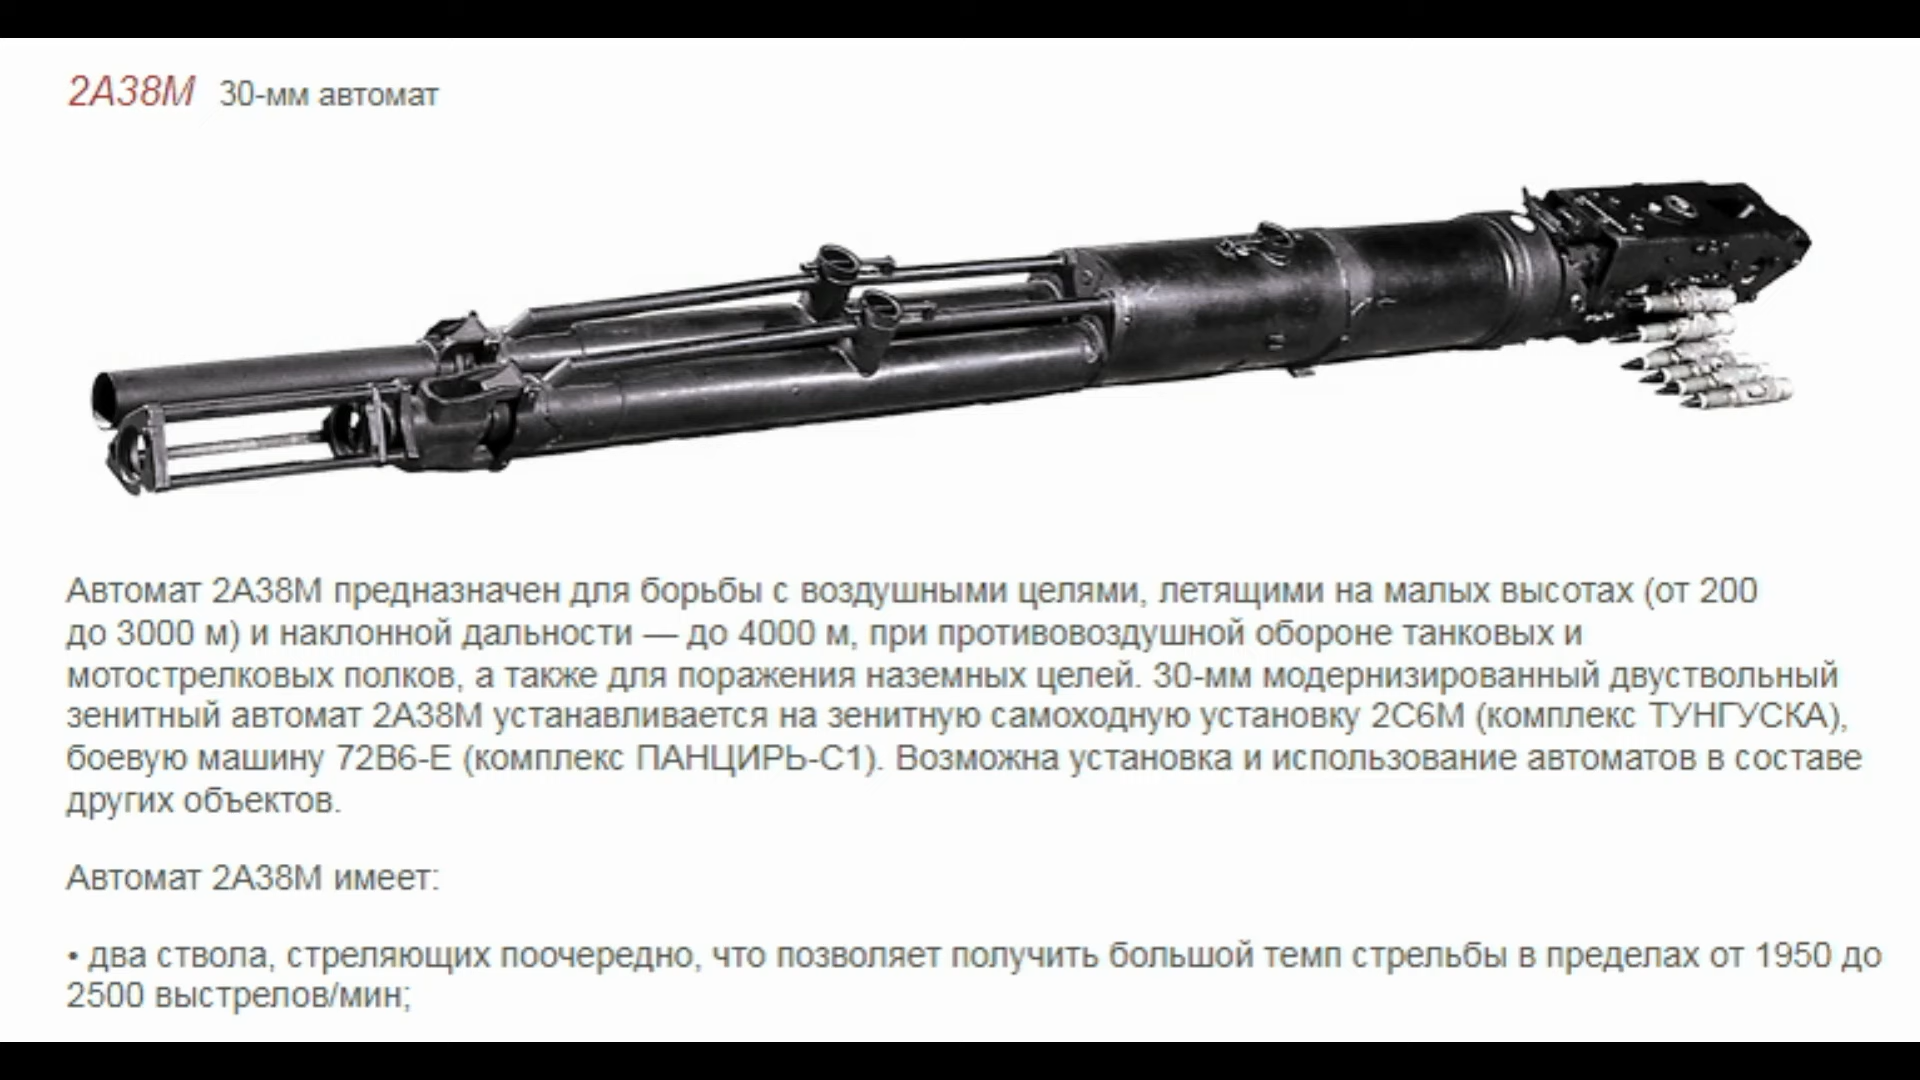 2А38М 30-мм автомат
Автомат 2А38М предназначен для борьбы с воздушными целями, летящими на малых высотах (от 200
до 3000 м) и наклонной дальности — до 4000 м, при противовоздушной обороне танковых и
мотострелковых полков, а также для поражения наземных целей. 30-мм модернизированный двуствольный
зенитный автомат 2А38М устанавливается на зенитную самоходную установку 2С6М (комплекс ТУНГУСКА),
боевую машину 72В6-Е (комплекс ПАНЦИРЬ-С1). Возможна установка и использование автоматов в составе
других объектов.
Автомат 2А38М имеет:
• два ствола, стреляющих поочередно, что позволяет получить большой темп стрельбы в пределах от 1950 до
2500 выстрелов/мин;